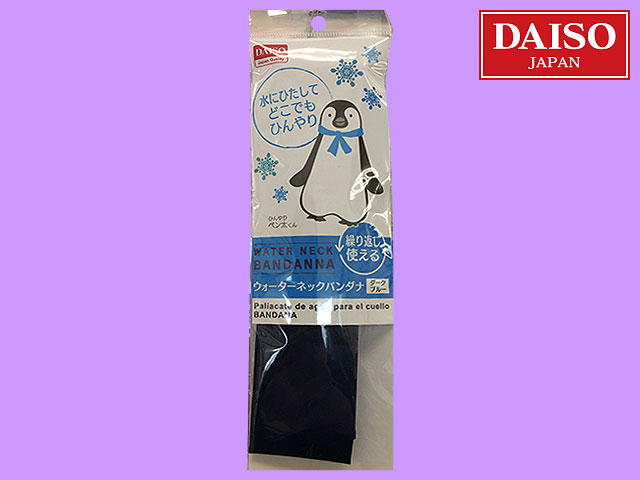 DAISO
JAPAN
DAISO
Japan Quality
水にひたして
どこでも
ひんやり
ひんやり
ペン太くん
繰り返し
使える
WATER NECK
BANDANNA
ウォーターネックバンダナ
ダーク
ブルー
Paliacate de agua para el cuello
BANDANA